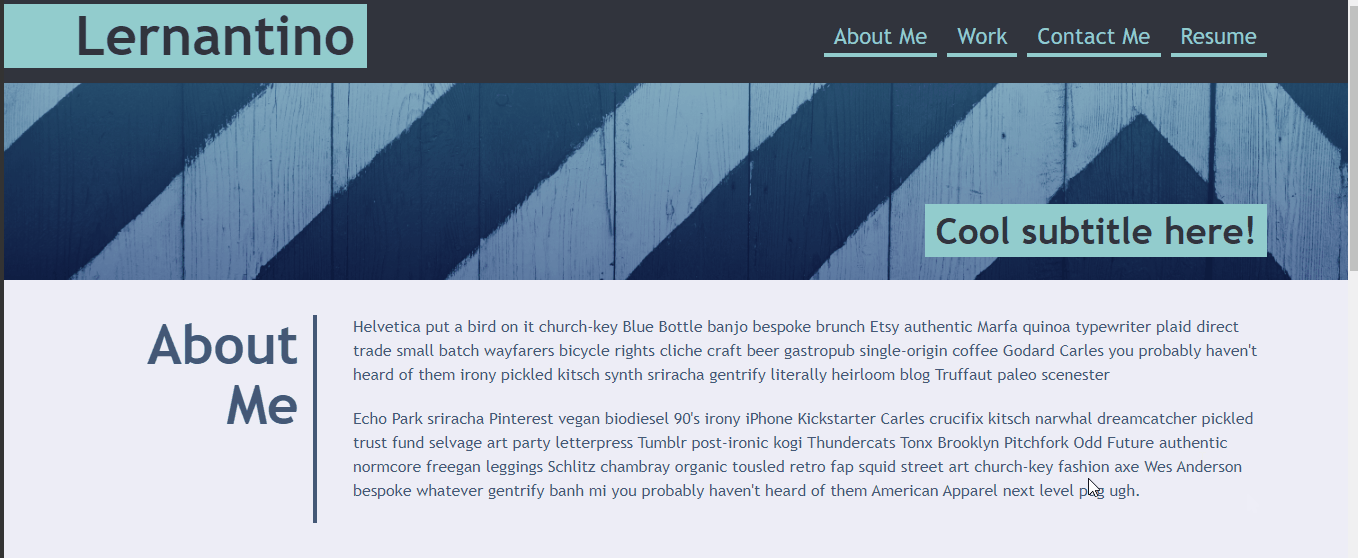 Lernantino
About Me Work Contact Me Resume
Cool subtitle here!
About
Me
Helvetica put a bird on it church-key Blue Bottle banjo bespoke brunch Etsy authentic Marfa quinoa typewriter plaid direct
trade small batch wayfarers bicycle rights cliche craft beer gastropub single-origin coffee Godard Carles you probably haven't
heard of them irony pickled kitsch synth sriracha gentrify literally heirloom blog Truffaut paleo scenester
Echo Park sriracha Pinterest vegan biodiesel 90's irony iPhone Kickstarter Carles crucifix kitsch narwhal dreamcatcher pickled
trust fund selvage art party letterpress Tumblr post-ironic kogi Thundercats Tonx Brooklyn Pitchfork Odd Future authentic
normcore freegan leggings Schlitz chambray organic tousled retro fap squid street art church-key fashion axe Wes Anderson
bespoke whatever gentrify banh mi you probably haven't heard of them American Apparel next level ugh.